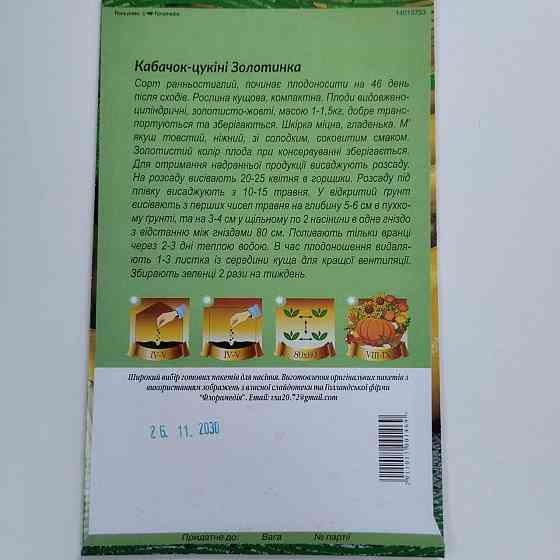 14019753
Кабачок-цукіні Золотинка
Сорт ранньостиглий, починає плодоносити на 46 день
після сходів. Рослина кущова, компактна. Плоди видовжено-
циліндричні, золотисто-жовті, масою 1-1,5кг, добре транс-
портуються та зберігаються. Шкірка міцна, гладенька. М'
якуш товстий, ніжний, зі солодким, соковитим смаком.
Золотистий колір плода при консервуванні зберігається.
Для отримання надранньої продукції висаджують розсаду.
На розсаду висівають 20-25 квітня в горщики. Розсаду під
плівку висаджують з 10-15 травня. У відкритий ґрунт
висівають з перших чисел травня на глибину 5-6 см в пухко-
му ґрунті, та на 3-4 см у щільному по 2 насінини в одне гніздо
з відстанню між гніздами 80 см. Поливають тільки вранці
через 2-3 дні теплою водою. В час плодоношення видаля-
ють 1-3 листка із середини куща для кращої вентиляції.
Збирають зеленці 2 рази на тиждень.
IV-V IV-V 80x80 VIII-IX
Широкий вибір готових пакетів для насіння. Виготовлення оригінальних пакетів з
використанням зображень з власної слайдотеки та Голландської фірми
"Флорамедія". Email:
26. 11. 2030
Придатне до: Вага № партії